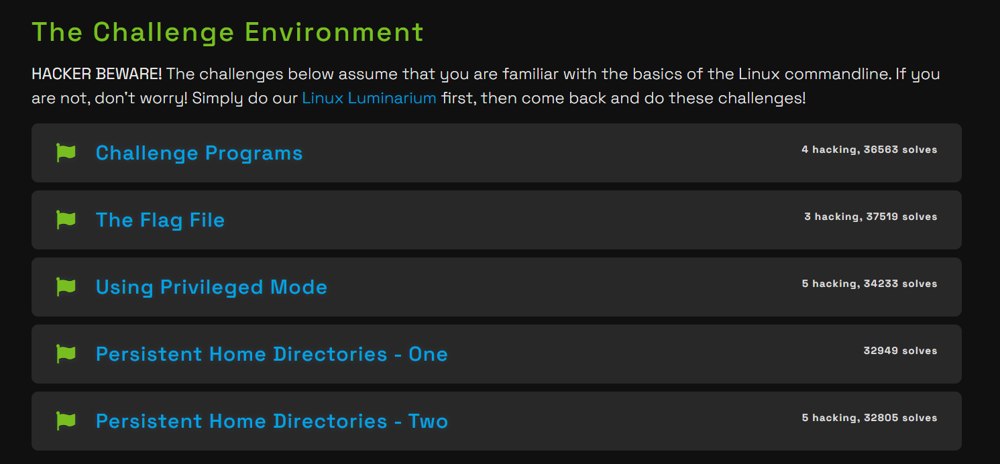 The Challenge Environment
HACKER BEWARE! The challenges below assume that you are familiar with the basics of the Linux commandline. If you
are not, don't worry! Simply do our Linux Luminarium first, then come back and do these challenges!
Challenge Programs 4 hacking, 36563 solves
The Flag File 3 hacking, 37519 solves
Using Privileged Mode 5 hacking, 34233 solves
Persistent Home Directories - One 32949 solves
Persistent Home Directories - Two 5 hacking, 32805 solves